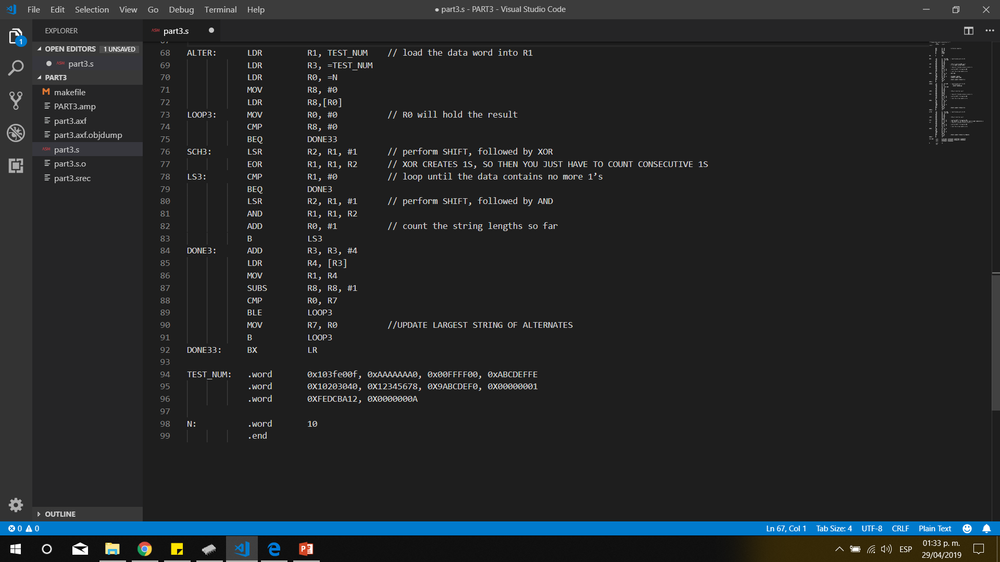 File Edit Selection View Go Debug Terminal Help
● part3.s - PART3 - Visual Studio Code
EXPLORER
OPEN EDITORS 1 UNSAVED
ASM part3.s
PART3
M makefile
PART3.amp
part3.axf
part3.axf.objdump
ASM part3.s
part3.s.o
part3.srec
OUTLINE
1
ASM part3.s
67
68 ALTER: LDR R1, TEST_NUM // load the data word into R1
69 LDR R3, =TEST_NUM
70 LDR R0, =N
71 MOV R8, #0
72 LDR R8,[R0]
73 LOOP3: MOV R0, #0 // R0 will hold the result
74 CMP R8, #0
75 BEQ DONE33
76 SCH3: LSR R2, R1, #1 // perform SHIFT, followed by XOR
77 EOR R1, R1, R2 // XOR CREATES 1S, SO THEN YOU JUST HAVE TO COUNT CONSECUTIVE 1S
78 LS3: CMP R1, #0 // loop until the data contains no more 1’s
79 BEQ DONE3
80 LSR R2, R1, #1 // perform SHIFT, followed by AND
81 AND R1, R1, R2
82 ADD R0, #1 // count the string lengths so far
83 B LS3
84 DONE3: ADD R3, R3, #4
85 LDR R4, [R3]
86 MOV R1, R4
87 SUBS R8, R8, #1
88 CMP R0, R7
89 BLE LOOP3
90 MOV R7, R0 //UPDATE LARGEST STRING OF ALTERNATES
91 B LOOP3
92 DONE33: BX LR
93
94 TEST_NUM: .word 0x103fe00f, 0xAAAAAAA0, 0x00FFFF00, 0xABCDEFFE
95 .word 0X10203040, 0X12345678, 0X9ABCDEF0, 0X00000001
96 .word 0XFEDCBA12, 0X0000000A
97
98 N: .word 10
99 .end
0 0 Ln 67, Col 1 Tab Size: 4 UTF-8 CRLF Plain Text
ESP
01:33 p. m.
29/04/2019